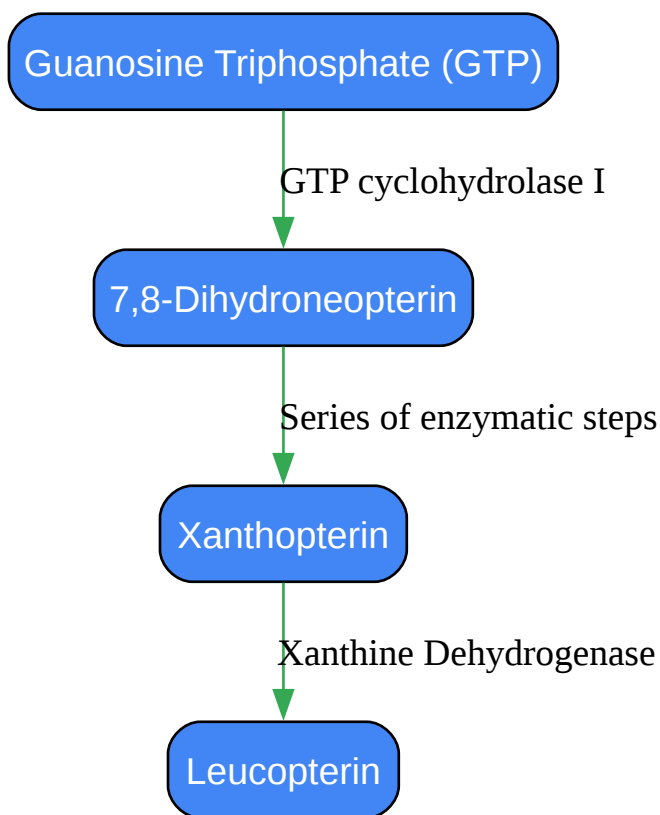 Guanosine Triphosphate (GTP)
GTP cyclohydrolase I
7,8-Dihydroneopterin
Series of enzymatic steps
Xanthopterin
Xanthine Dehydrogenase
Leucopterin